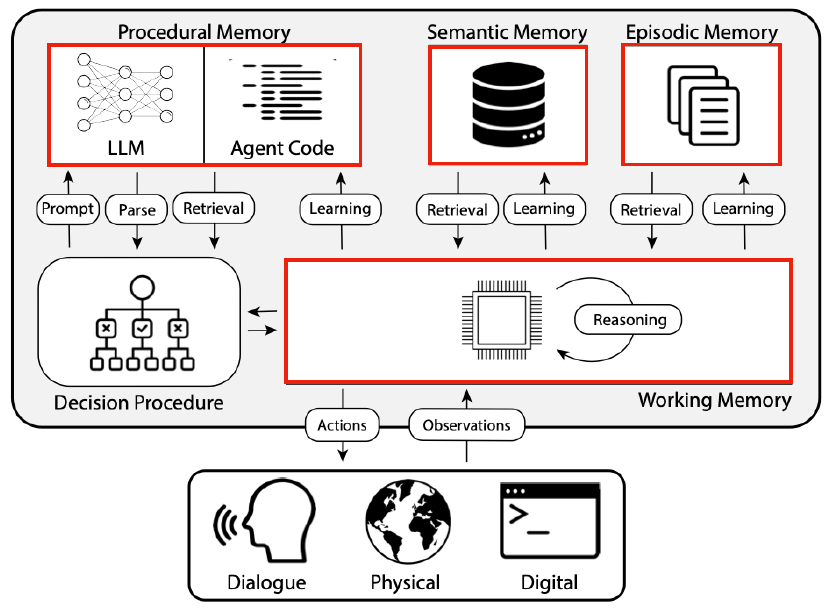 Procedural Memory
Semantic Memory
Episodic Memory
LLM
Agent Code
Prompt
Parse
Retrieval
Learning
Retrieval
Learning
Retrieval
Learning
Reasoning
Decision Procedure
Working Memory
Actions
Observations
>_
Dialogue
Physical
Digital